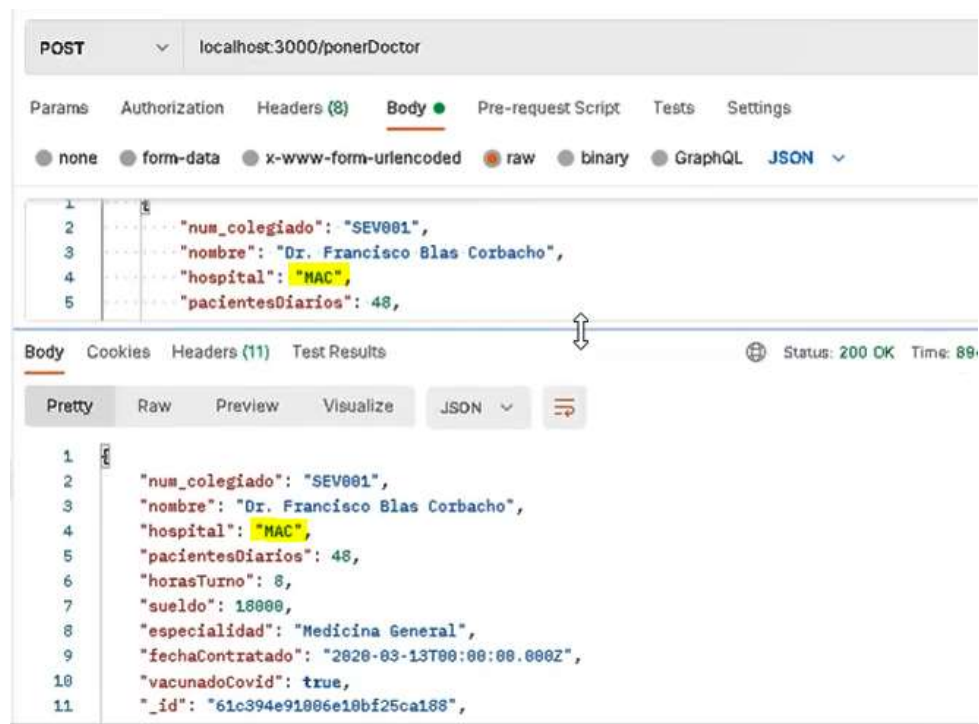 POST localhost:3000/ponerDoctor
Params Authorization Headers (8) Body Pre-request Script Tests Settings
none form-data x-www-form-urlencoded raw binary GraphQL JSON
1 {
2 "num_colegiado": "SEV001",
3 "nombre": "Dr. Francisco Blas Corbacho",
4 "hospital": "MAC",
5 "pacientesDiarios": 48,
Body Cookies Headers (11) Test Results Status: 200 OK Time: 894
Pretty Raw Preview Visualize JSON
1 {
2 "num_colegiado": "SEV001",
3 "nombre": "Dr. Francisco Blas Corbacho",
4 "hospital": "MAC",
5 "pacientesDiarios": 48,
6 "horasTurno": 8,
7 "sueldo": 18000,
8 "especialidad": "Medicina General",
9 "fechaContratado": "2020-03-13T00:00:00.000Z",
10 "vacunadoCovid": true,
11 "_id": "61c394e91006e10bf25ca188",